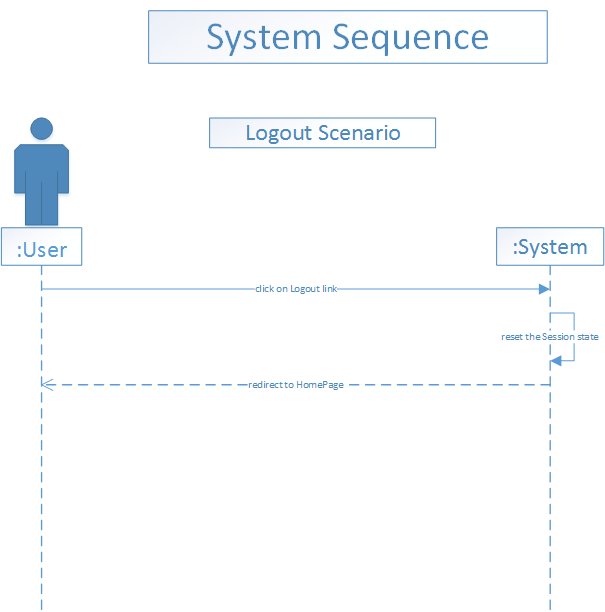 System Sequence
Logout Scenario
:User
:System
click on Logout link
reset the Session state
redirect to HomePage